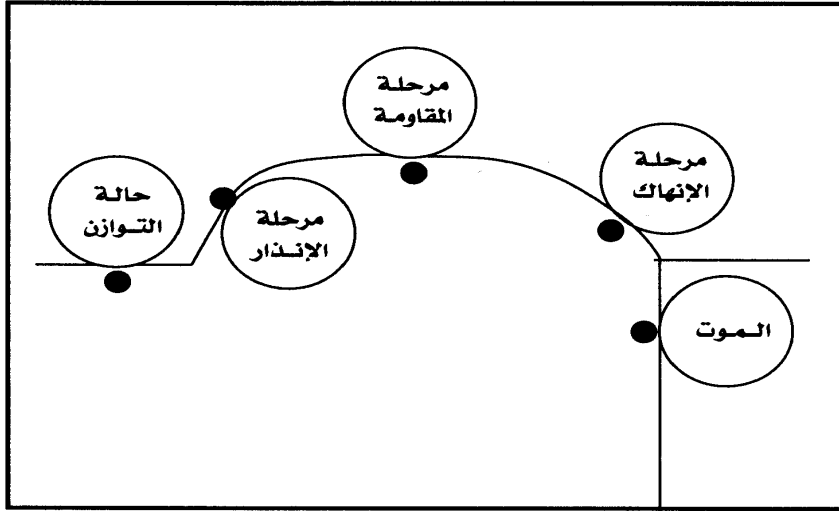 مرحلة
المقاومة
مرحلة
الإنهاك
حالة
التوازن
مرحلة
الإنذار
الموت